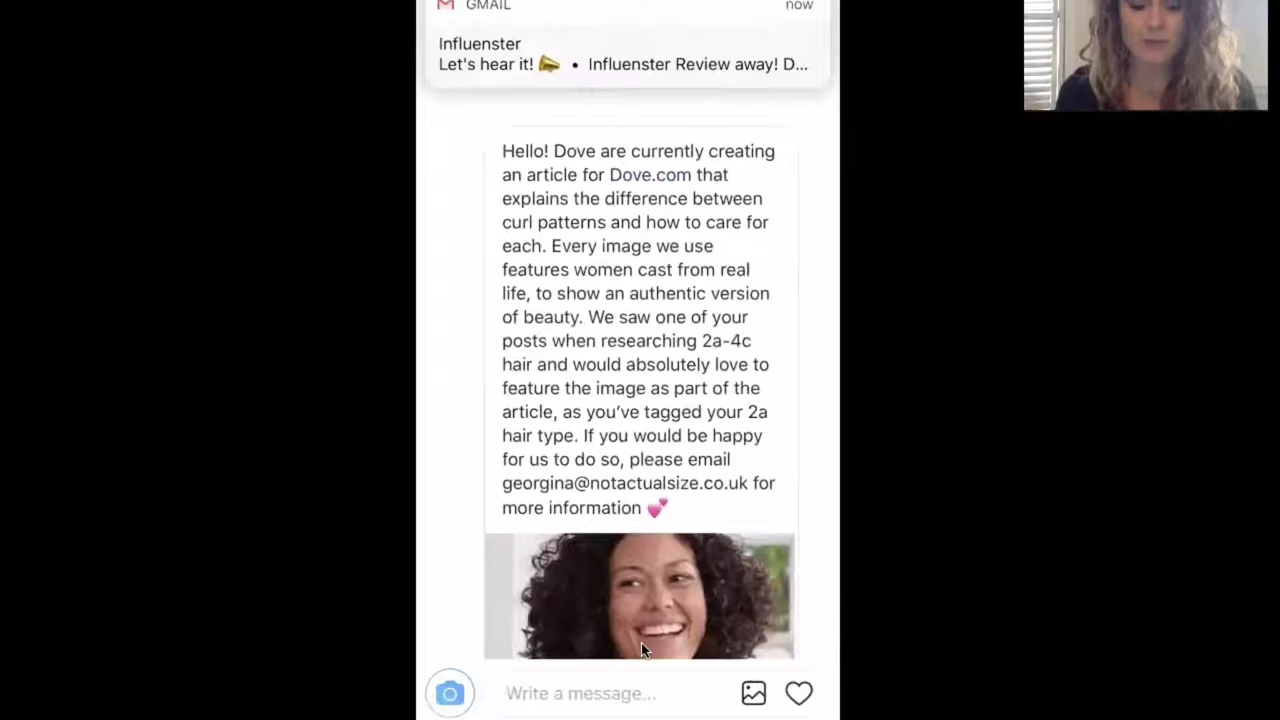 GMAIL now
Influenster
Let's hear it! 📣 • Influenster Review away! D...
Hello! Dove are currently creating
an article for Dove.com that
explains the difference between
curl patterns and how to care for
each. Every image we use
features women cast from real
life, to show an authentic version
of beauty. We saw one of your
posts when researching 2a-4c
hair and would absolutely love to
feature the image as part of the
article, as you've tagged your 2a
hair type. If you would be happy
for us to do so, please email
georgina@notactualsize.co.uk for
more information 💕
Write a message...